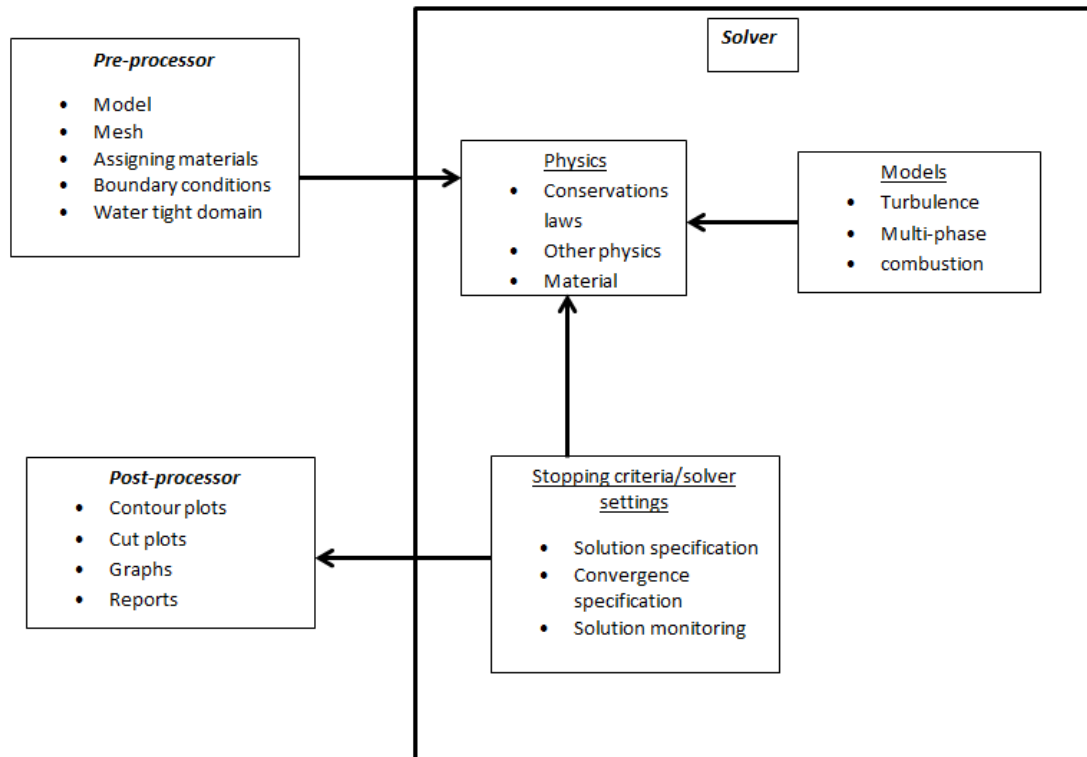 Pre-processor
• Model
• Mesh
• Assigning materials
• Boundary conditions
• Water tight domain
Solver
Physics
• Conservations
laws
• Other physics
• Material
Models
• Turbulence
• Multi-phase
• combustion
Post-processor
• Contour plots
• Cut plots
• Graphs
• Reports
Stopping criteria/solver
settings
• Solution specification
• Convergence
specification
• Solution monitoring